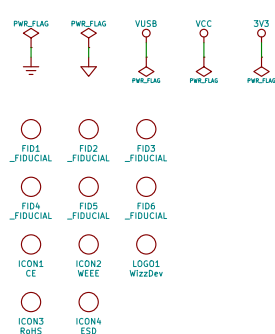 PWR_FLAG PWR_FLAG VUSB VCC 3V3
PWR_FLAG PWR_FLAG PWR_FLAG
FID1 FID2 FID3
_FIDUCIAL _FIDUCIAL _FIDUCIAL
FID4 FID5 FID6
_FIDUCIAL _FIDUCIAL _FIDUCIAL
ICON1 ICON2 LOGO1
CE WEEE WizzDev
ICON3 ICON4
RoHS ESD